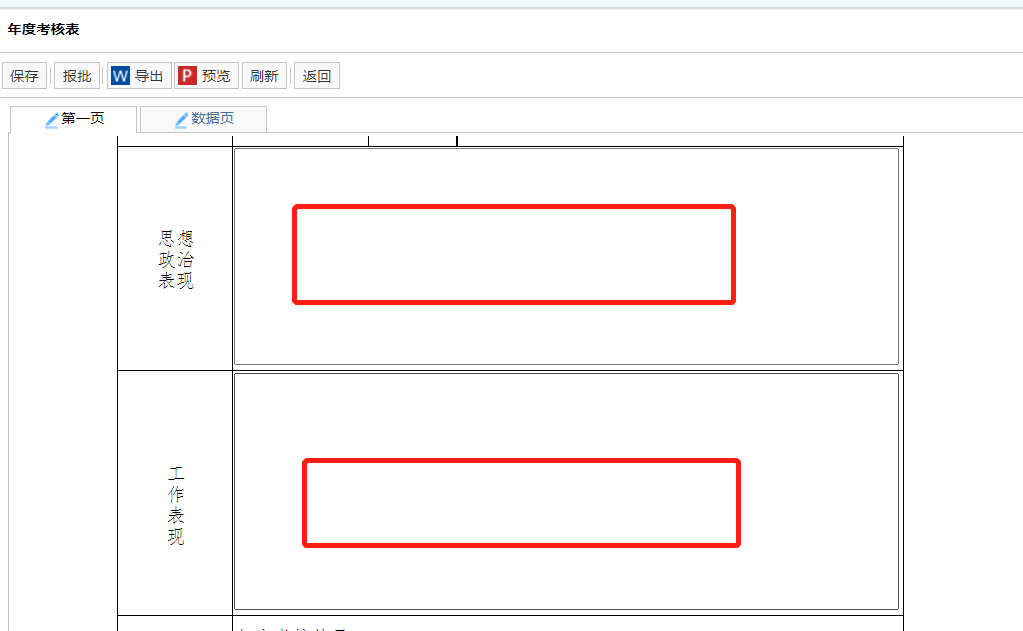 年度考核表
保存 报批 W 导出 P 预览 刷新 返回
第一页 数据页
思想
政治
表现
工
作
表
现